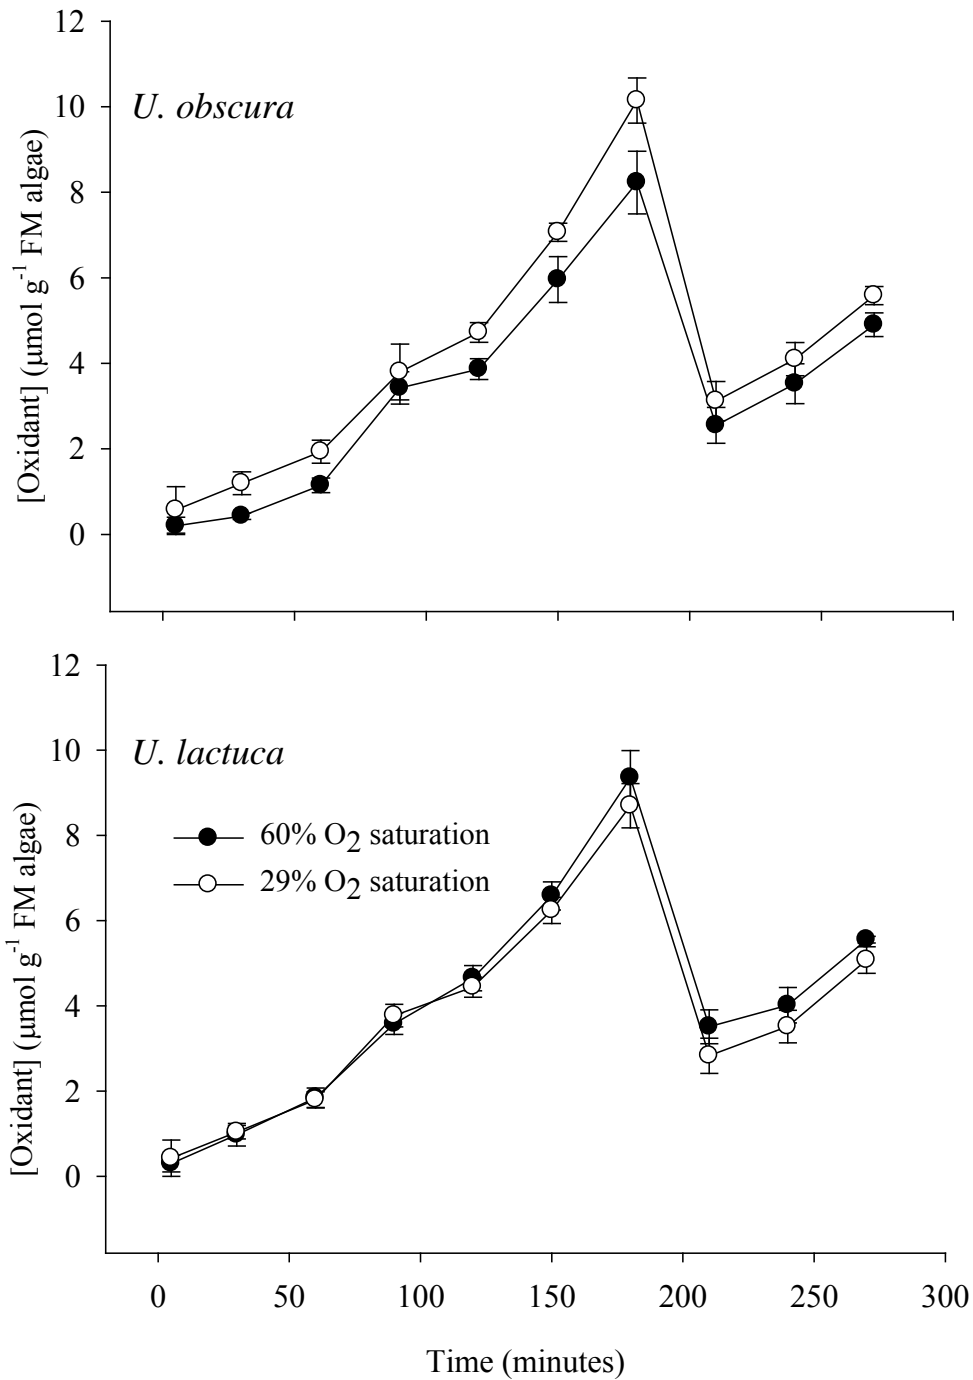 12
10
8
6
4
2
0
[Oxidant] (µmol g-1 FM algae)
U. obscura
12
10
8
6
4
2
0
[Oxidant] (µmol g-1 FM algae)
U. lactuca
60% O2 saturation
29% O2 saturation
0 50 100 150 200 250 300
Time (minutes)